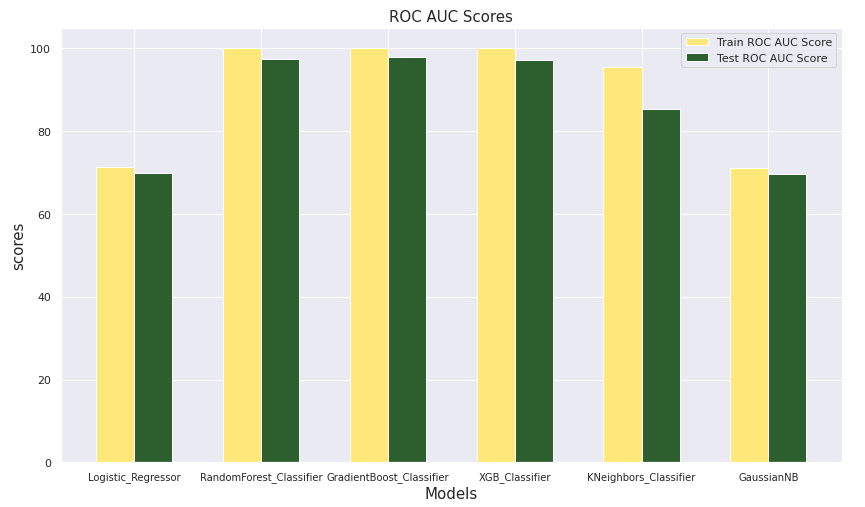 ROC AUC Scores
Train ROC AUC Score
Test ROC AUC Score
scores
100
80
60
40
20
0
Logistic_Regressor RandomForest_Classifier GradientBoost_Classifier XGB_Classifier KNeighbors_Classifier GaussianNB
Models